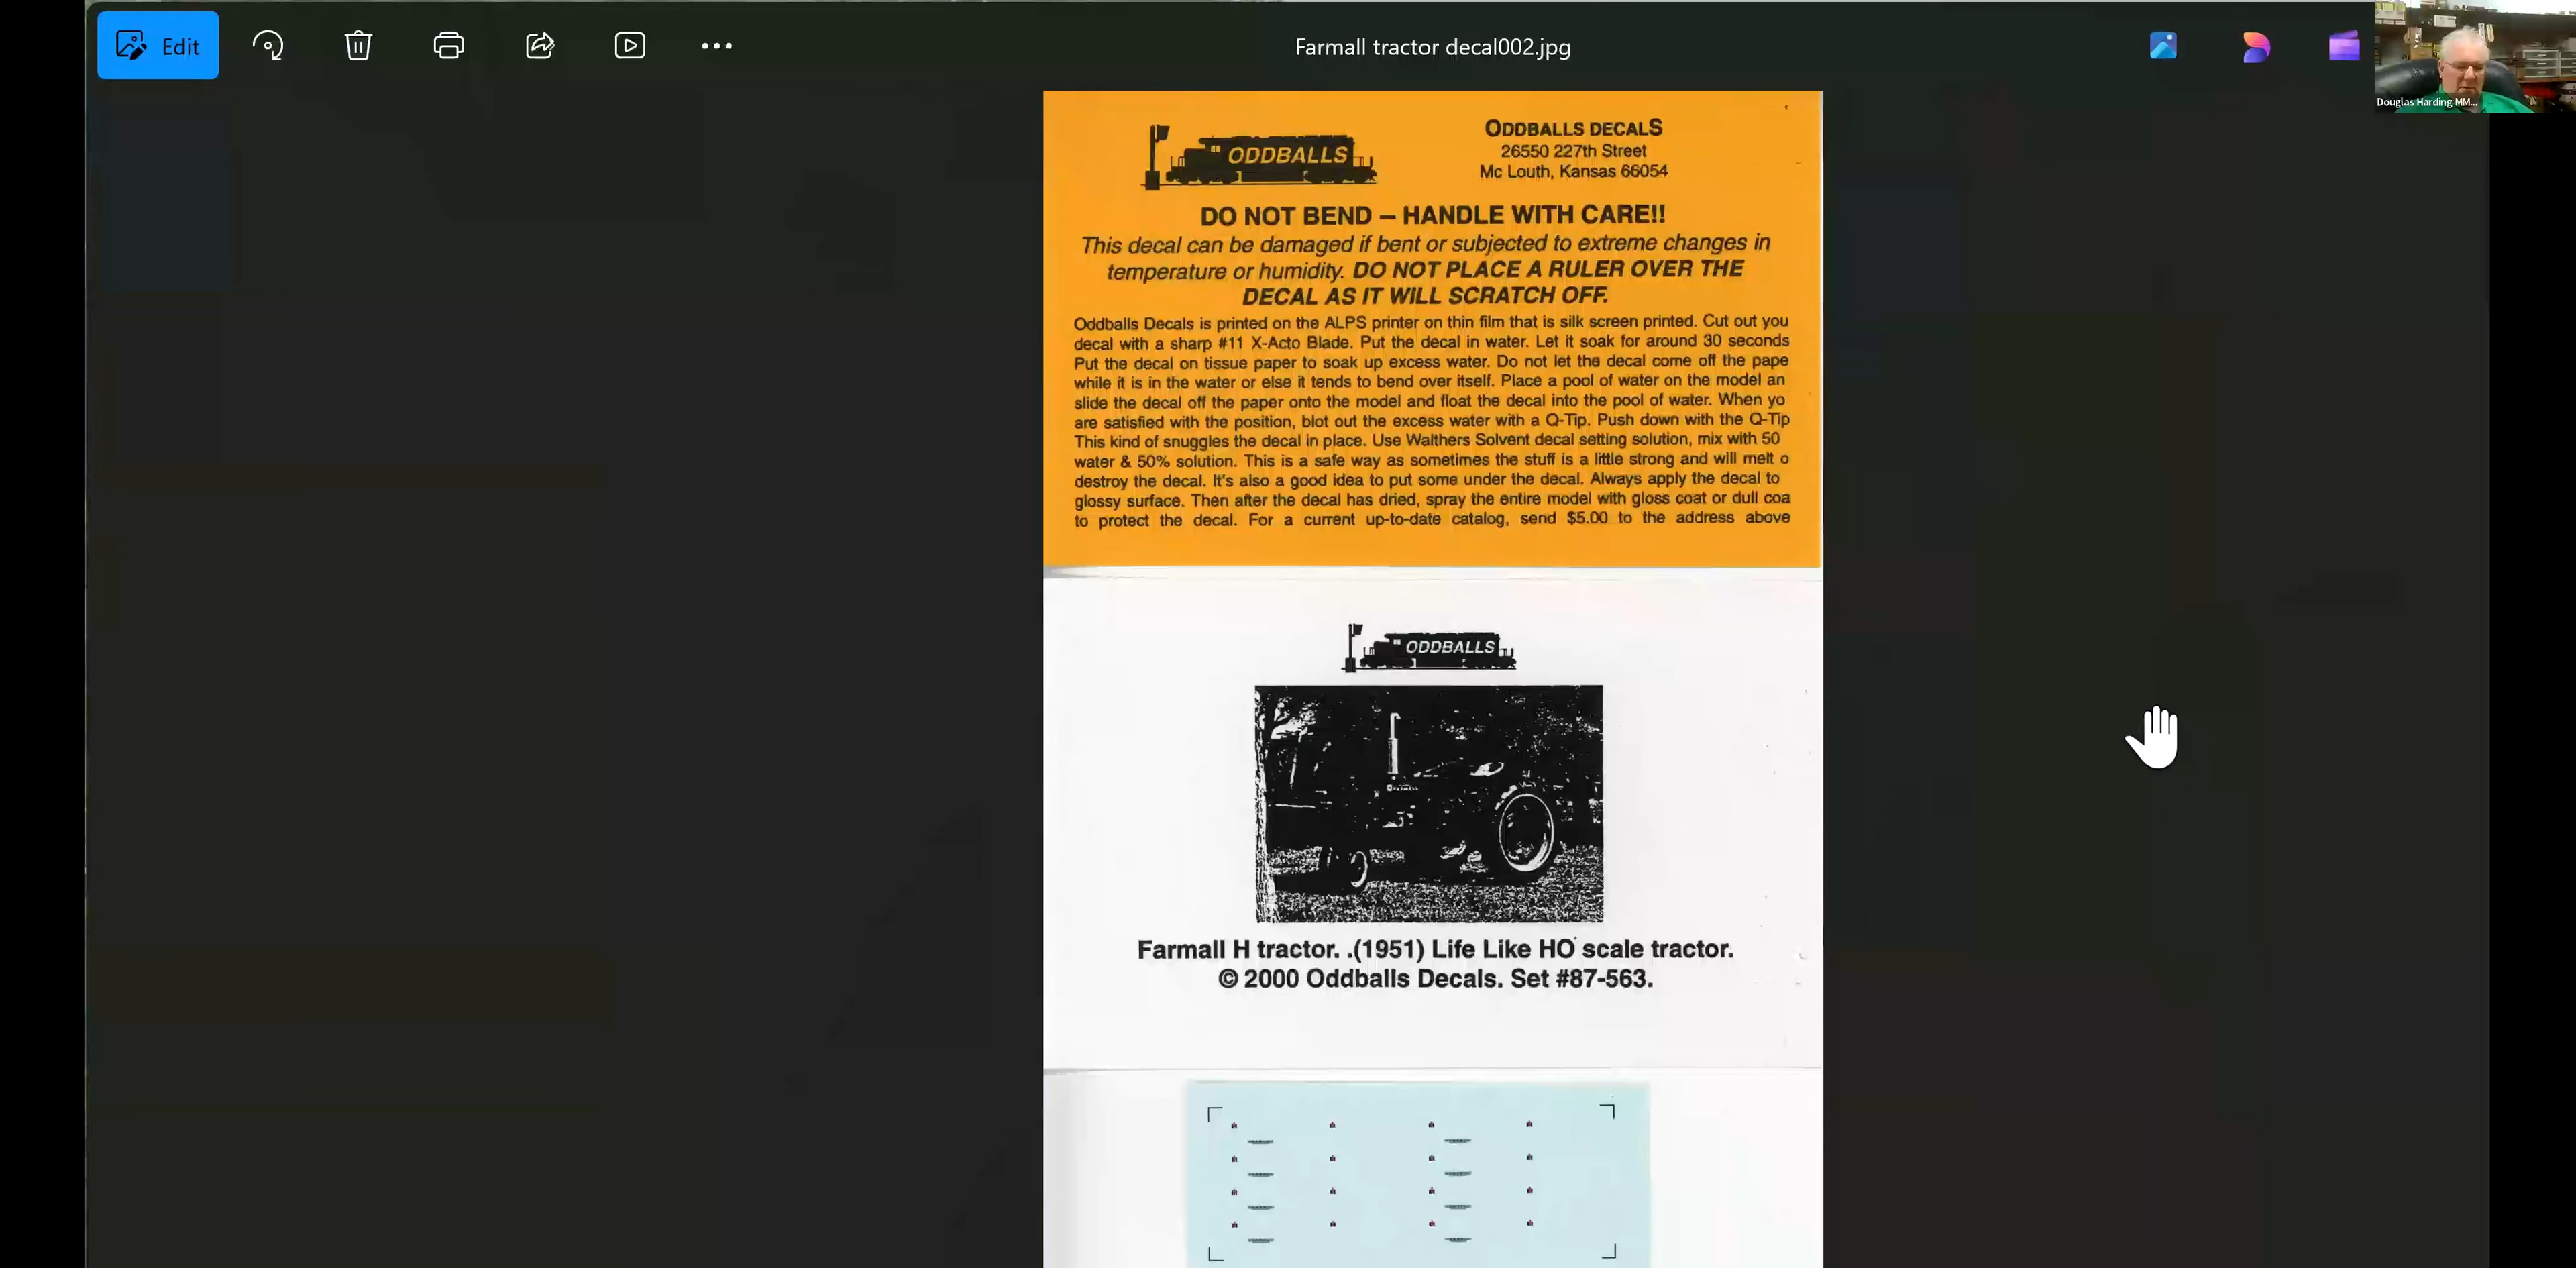 Edit
Farmall tractor decal002.jpg
Douglas Harding MM...
ODDBALLS
ODDBALLS DECALS
26550 227th Street
Mc Louth, Kansas 66054
DO NOT BEND – HANDLE WITH CARE!!
This decal can be damaged if bent or subjected to extreme changes in
temperature or humidity. DO NOT PLACE A RULER OVER THE
DECAL AS IT WILL SCRATCH OFF.
Oddballs Decals is printed on the ALPS printer on thin film that is silk screen printed. Cut out you
decal with a sharp #11 X-Acto Blade. Put the decal in water. Let it soak for around 30 seconds
Put the decal on tissue paper to soak up excess water. Do not let the decal come off the pape
while it is in the water or else it tends to bend over itself. Place a pool of water on the model an
slide the decal off the paper onto the model and float the decal into the pool of water. When yo
are satisfied with the position, blot out the excess water with a Q-Tip. Push down with the Q-Tip
This kind of snuggles the decal in place. Use Walthers Solvent decal setting solution, mix with 50
water & 50% solution. This is a safe way as sometimes the stuff is a little strong and will melt o
destroy the decal. It's also a good idea to put some under the decal. Always apply the decal to
glossy surface. Then after the decal has dried, spray the entire model with gloss coat or dull coa
to protect the decal. For a current up-to-date catalog, send $5.00 to the address above
ODDBALLS
Farmall H tractor. .(1951) Life Like HO scale tractor.
© 2000 Oddballs Decals. Set #87-563.